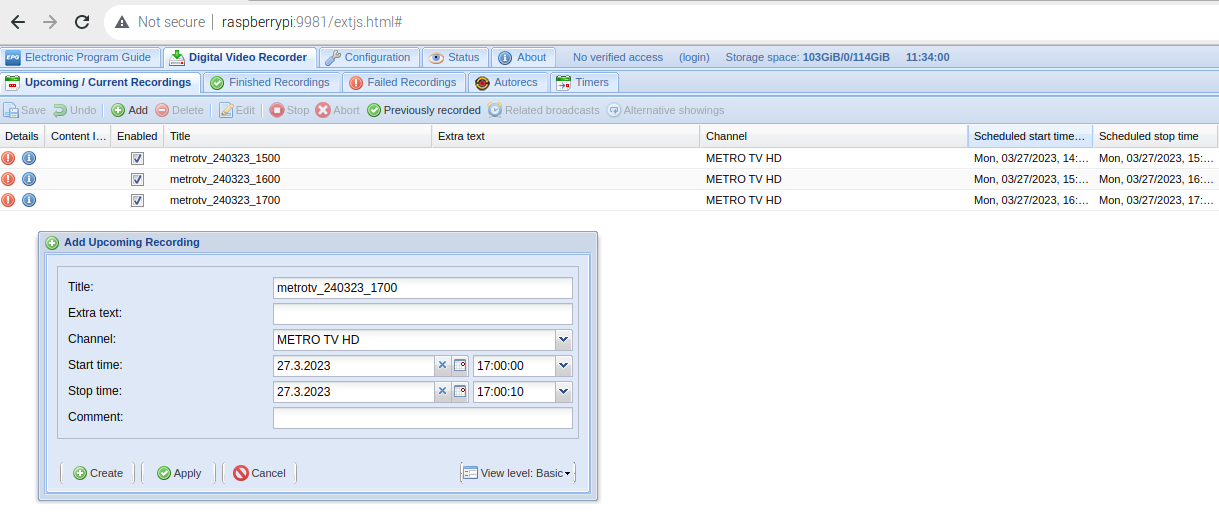 Not secure | raspberrypi:9981/extjs.html#
EPG Electronic Program Guide Digital Video Recorder Configuration Status About No verified access (login) Storage space: 103GiB/0/114GiB 11:34:00
Upcoming / Current Recordings Finished Recordings Failed Recordings Autorecs Timers
Save Undo Add Delete Edit Stop Abort Previously recorded Related broadcasts Alternative showings
Details Content I... Enabled Title Extra text Channel Scheduled start time... Scheduled stop time
metrotv_240323_1500 METRO TV HD Mon, 03/27/2023, 14:... Mon, 03/27/2023, 15:...
metrotv_240323_1600 METRO TV HD Mon, 03/27/2023, 15:... Mon, 03/27/2023, 16:...
metrotv_240323_1700 METRO TV HD Mon, 03/27/2023, 16:... Mon, 03/27/2023, 17:...
Add Upcoming Recording
Title: metrotv_240323_1700
Extra text:
Channel: METRO TV HD
Start time: 27.3.2023 17:00:00
Stop time: 27.3.2023 17:00:10
Comment:
Create Apply Cancel View level: Basic